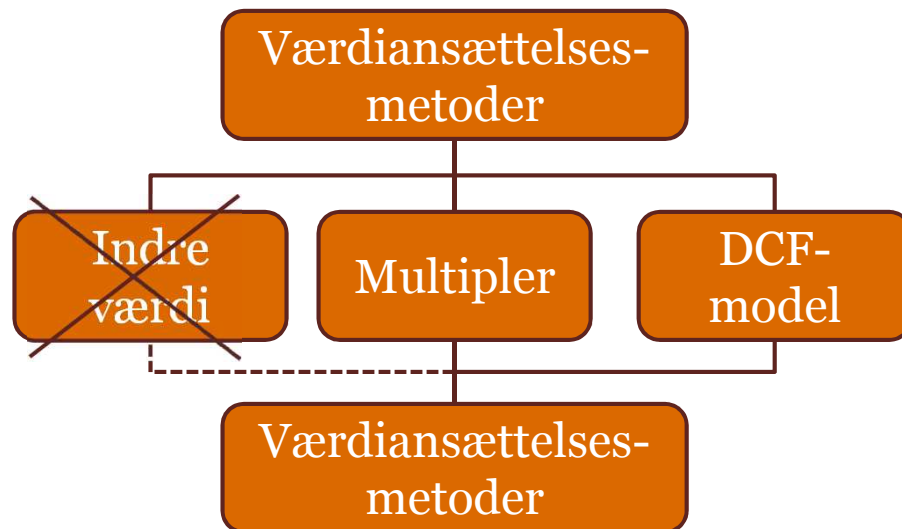 Værdiansættelses-
metoder
Indre
værdi
Multipler
DCF-
model
Værdiansættelses-
metoder